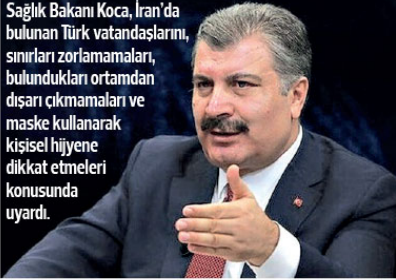 Sağlık Bakanı Koca, İran'da
bulunan Türk vatandaşlarını,
sınırları zorlamamaları,
bulundukları ortamdan
dışarı çıkmamaları ve
maske kullanarak
kişisel hijyene
dikkat etmeleri
konusunda
uyardı.